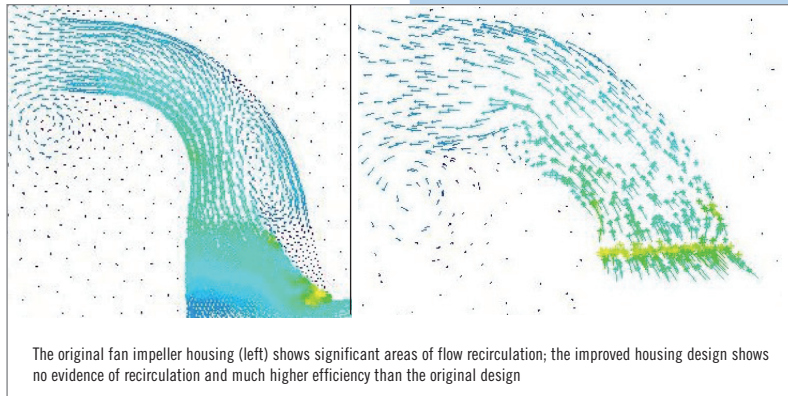 The original fan impeller housing (left) shows significant areas of flow recirculation; the improved housing design shows
no evidence of recirculation and much higher efficiency than the original design